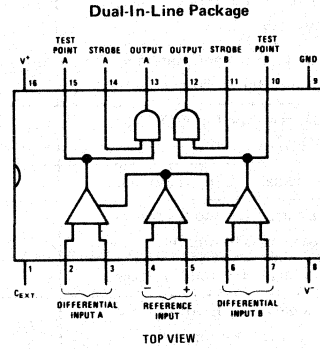 Dual-In-Line Package
TEST TEST
POINT STROBE OUTPUT OUTPUT STROBE POINT
V+ A A A B B B GND
16 15 14 13 12 11 10 9
1 2 3 4 5 6 7 8
− +
CEXT DIFFERENTIAL REFERENCE DIFFERENTIAL V−
INPUT A INPUT INPUT B
TOP VIEW